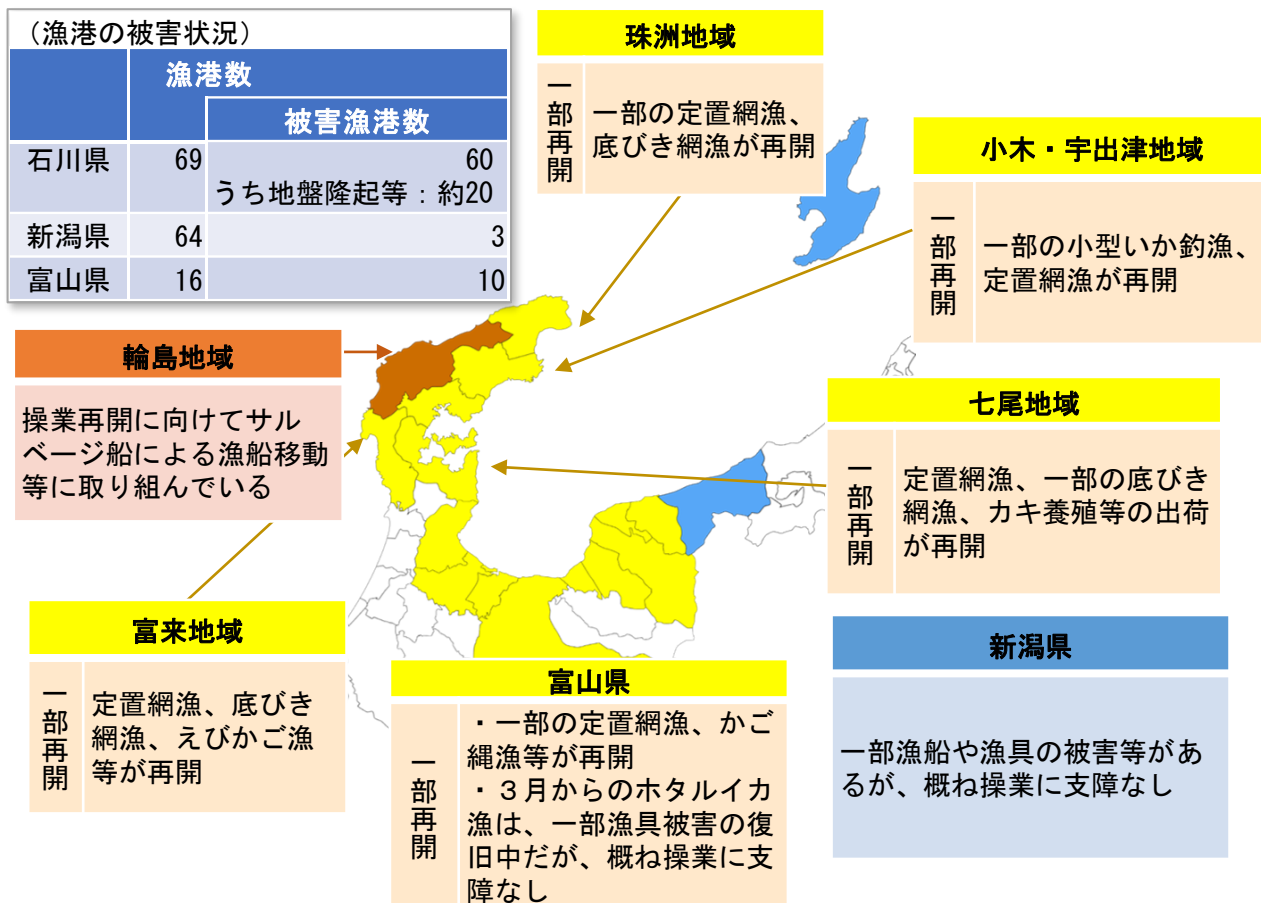 （漁港の被害状況）
漁港数
被害漁港数
石川県 69 60
うち地盤隆起等：約20
新潟県 64 3
富山県 16 10
珠洲地域
一部再開
一部の定置網漁、
底びき網漁が再開
小木・宇出津地域
一部再開
一部の小型いか釣漁、
定置網漁が再開
輪島地域
操業再開に向けてサル
ベージ船による漁船移動
等に取り組んでいる
七尾地域
一部再開
定置網漁、一部の底びき
網漁、カキ養殖等の出荷
が再開
富来地域
一部再開
定置網漁、底びき
網漁、えびかご漁
等が再開
富山県
一部再開
・一部の定置網漁、かご
縄漁等が再開
・３月からのホタルイカ
漁は、一部漁具被害の復
旧中だが、概ね操業に支
障なし
新潟県
一部漁船や漁具の被害等があ
るが、概ね操業に支障なし